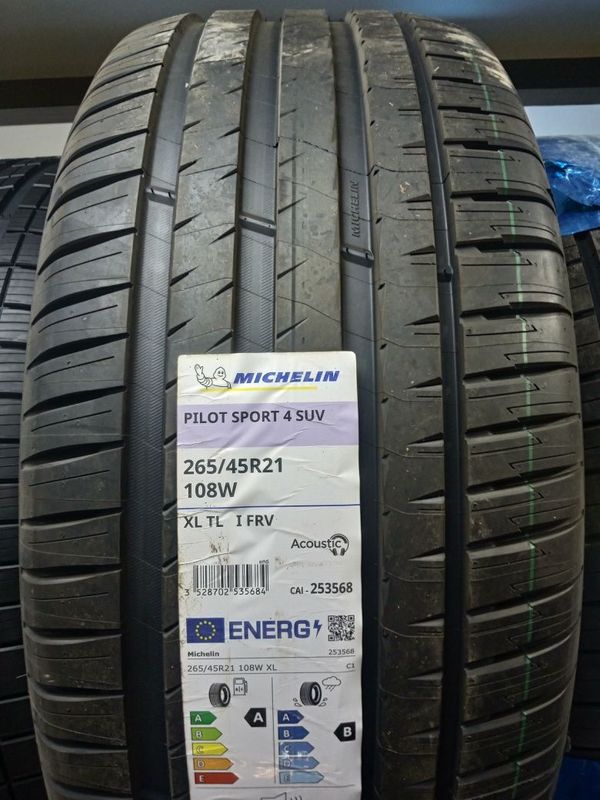 MICHELIN
MICHELIN
PILOT SPORT 4 SUV
265/45R21
108W
XL TL I FRV
Acoustic
3 528702 535684
CAI - 253568
ENERG
Michelin 253568
265/45R21 108W XL C1
A A A B
B B
C C
D D
E E